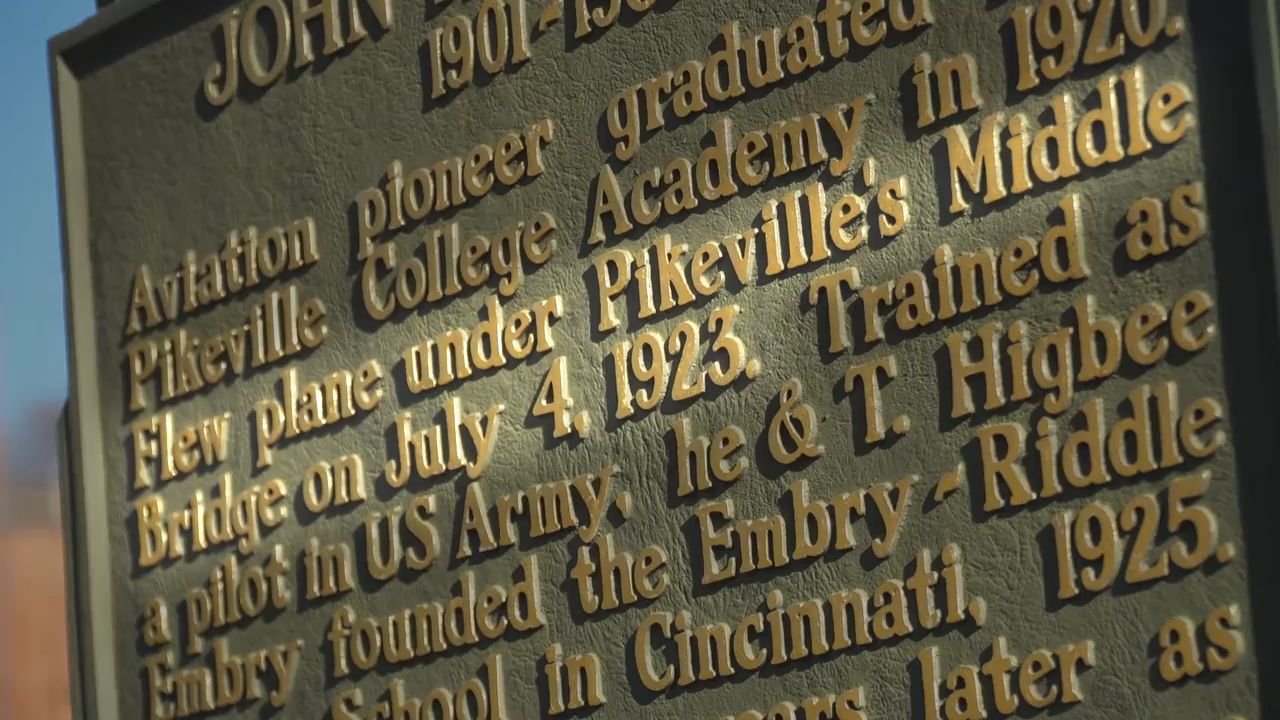 JOHN
1901-19
Aviation pioneer graduated
Pikeville College Academy in 1920.
Flew plane under Pikeville's Middle
Bridge on July 4, 1923. Trained as
a pilot in US Army, he & T. Higbee
Embry founded the Embry-Riddle
School in Cincinnati, 1925.
later as